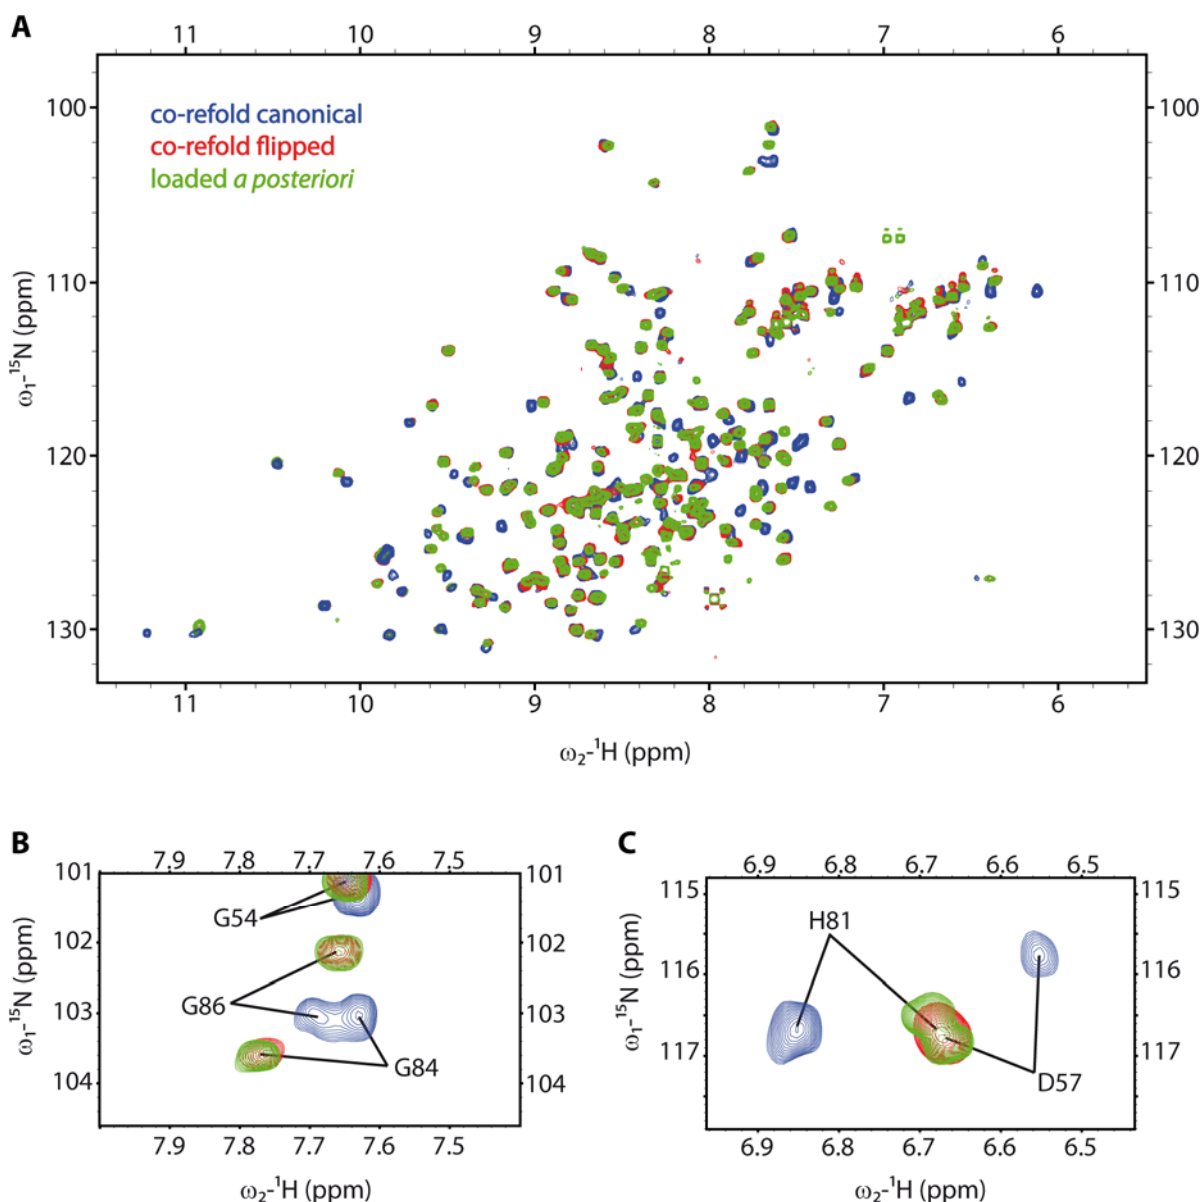 A
11 10 9 8 7 6
co-refold canonical
co-refold flipped
loaded a posteriori
100 100
110 110
120 120
130 130
ω1-15N (ppm)
11 10 9 8 7 6
ω2-1H (ppm)
B
7.9 7.8 7.7 7.6 7.5
101 101
102 102
103 103
104 104
G54
G86
G84
ω1-15N (ppm)
7.9 7.8 7.7 7.6 7.5
ω2-1H (ppm)
C
6.9 6.8 6.7 6.6 6.5
115 115
116 116
117 117
H81
D57
ω1-15N (ppm)
6.9 6.8 6.7 6.6 6.5
ω2-1H (ppm)